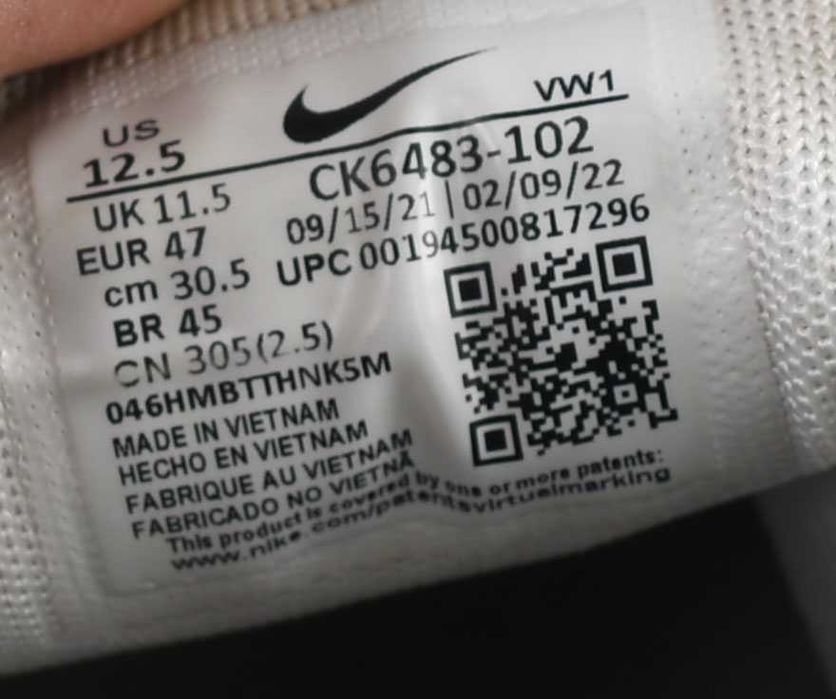 VW1
US
12.5
CK6483-102
UK 11.5
09/15/21 | 02/09/22
EUR 47
UPC 00194500817296
cm 30.5
BR 45
CN 305(2.5)
046HMBTTHNK5M
MADE IN VIETNAM
HECHO EN VIETNAM
FABRIQUE AU VIETNAM
FABRICADO NO VIETNÃ
This product is covered by one or more patents:
www.nike.com/patentsvirtualmarking